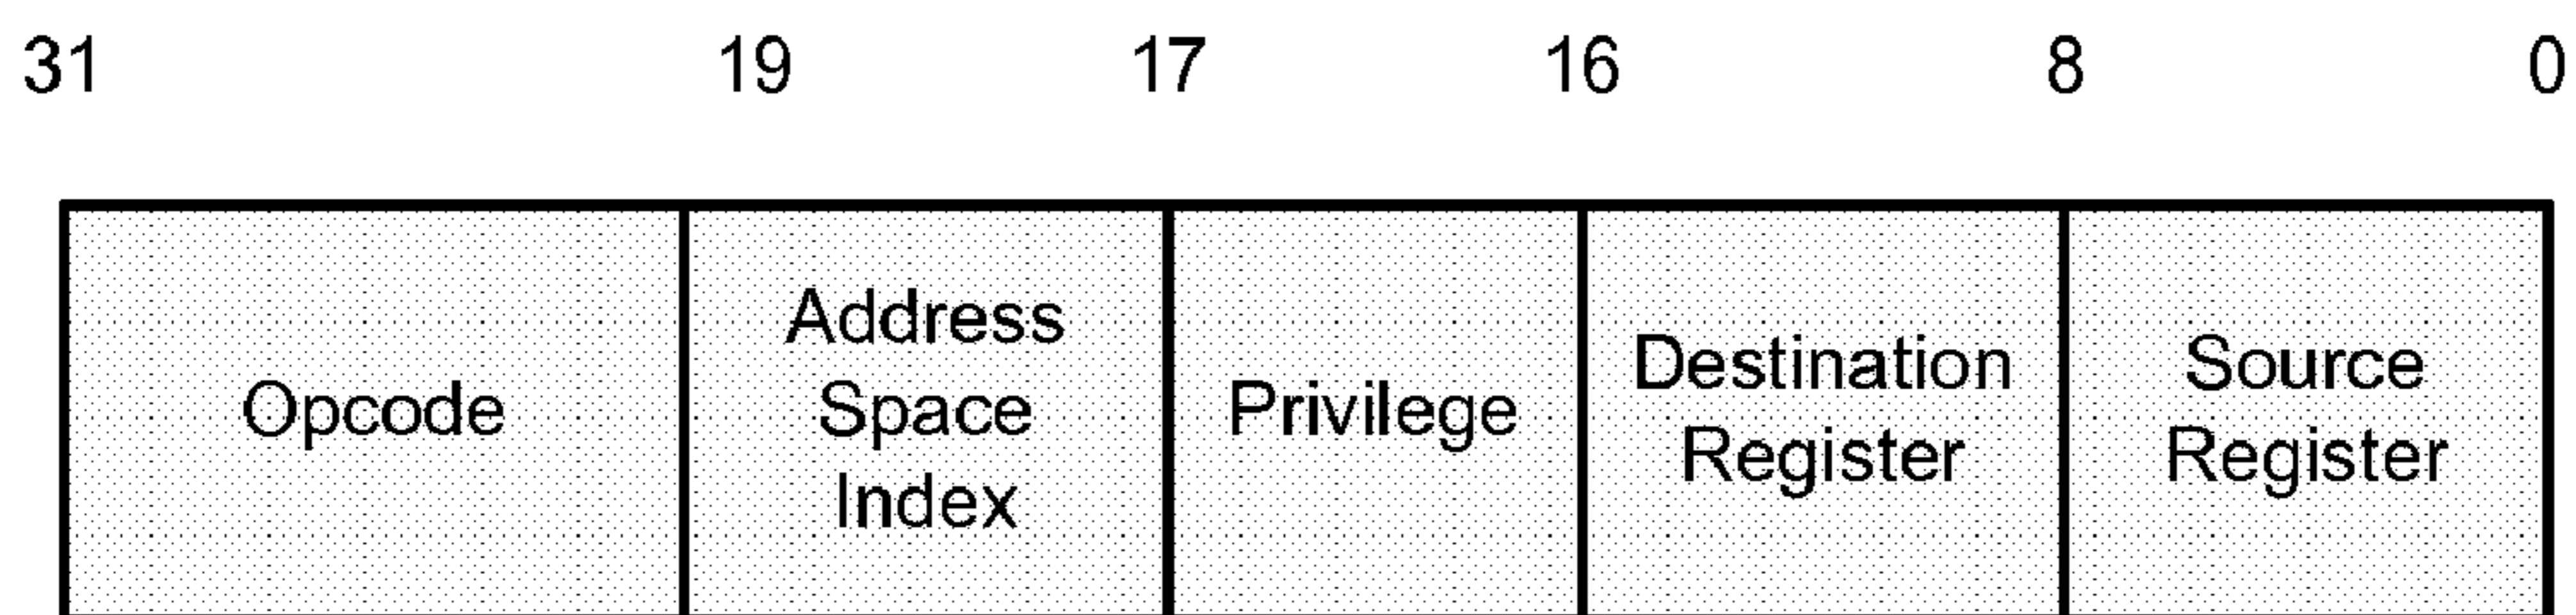 31 19 17 16 8 0
Opcode
Address
Space
Index
Privilege
Destination
Register
Source
Register